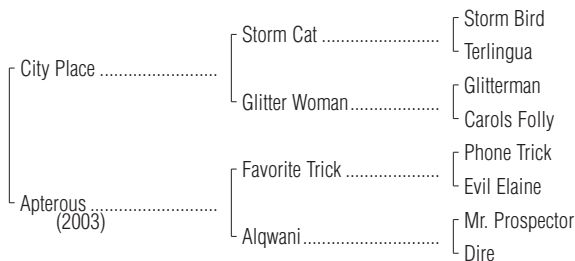 Storm Bird
Storm Cat ........................
Terlingua
City Place ........................
Glitterman
Glitter Woman..................
Carols Folly
Phone Trick
Favorite Trick ...................
Evil Elaine
Apterous .........................
(2003)
Mr. Prospector
Alqwani............................
Dire